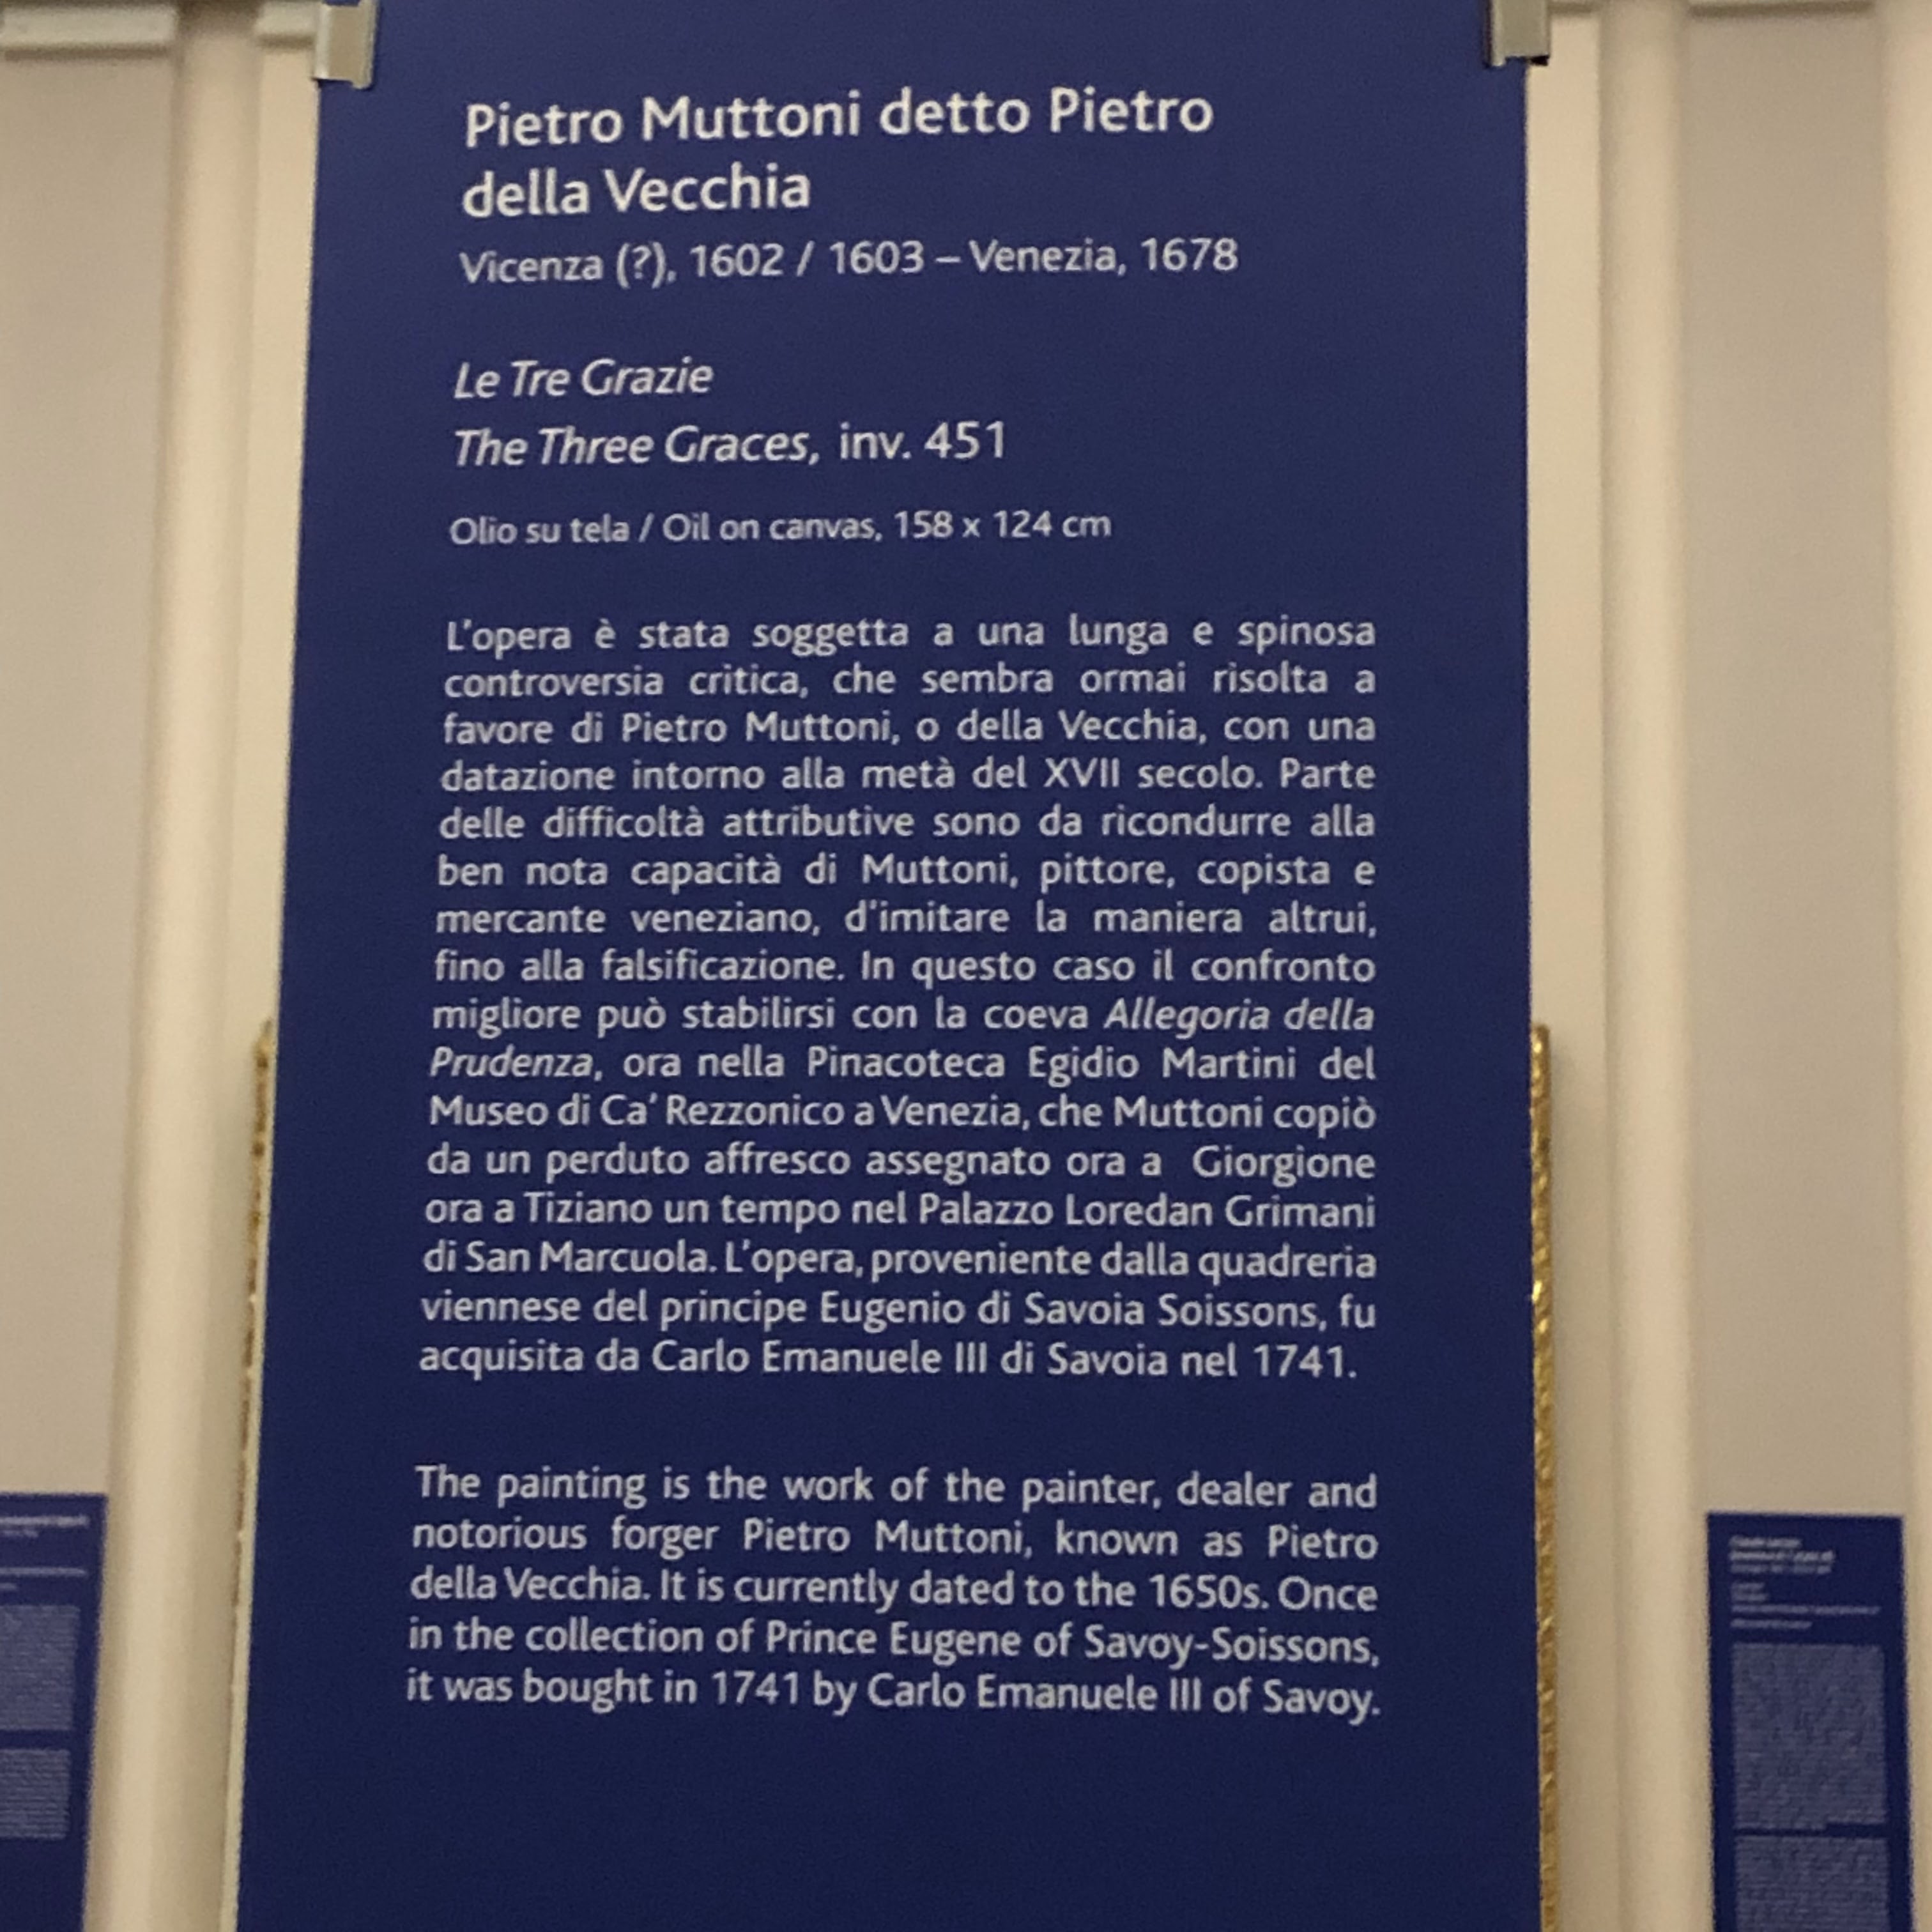 Pietro Muttoni detto Pietro
della Vecchia
Vicenza (?), 1602 / 1603 – Venezia, 1678
Le Tre Grazie
The Three Graces, inv. 451
Olio su tela / Oil on canvas, 158 x 124 cm
L'opera è stata soggetta a una lunga e spinosa
controversia critica, che sembra ormai risolta a
favore di Pietro Muttoni, o della Vecchia, con una
datazione intorno alla metà del XVII secolo. Parte
delle difficoltà attributive sono da ricondurre alla
ben nota capacità di Muttoni, pittore, copista e
mercante veneziano, d'imitare la maniera altrui,
fino alla falsificazione. In questo caso il confronto
migliore può stabilirsi con la coeva Allegoria della
Prudenza, ora nella Pinacoteca Egidio Martini del
Museo di Ca' Rezzonico a Venezia, che Muttoni copiò
da un perduto affresco assegnato ora a Giorgione
ora a Tiziano un tempo nel Palazzo Loredan Grimani
di San Marcuola. L'opera, proveniente dalla quadreria
viennese del principe Eugenio di Savoia Soissons, fu
acquisita da Carlo Emanuele III di Savoia nel 1741.
The painting is the work of the painter, dealer and
notorious forger Pietro Muttoni, known as Pietro
della Vecchia. It is currently dated to the 1650s. Once
in the collection of Prince Eugene of Savoy-Soissons,
it was bought in 1741 by Carlo Emanuele III of Savoy.